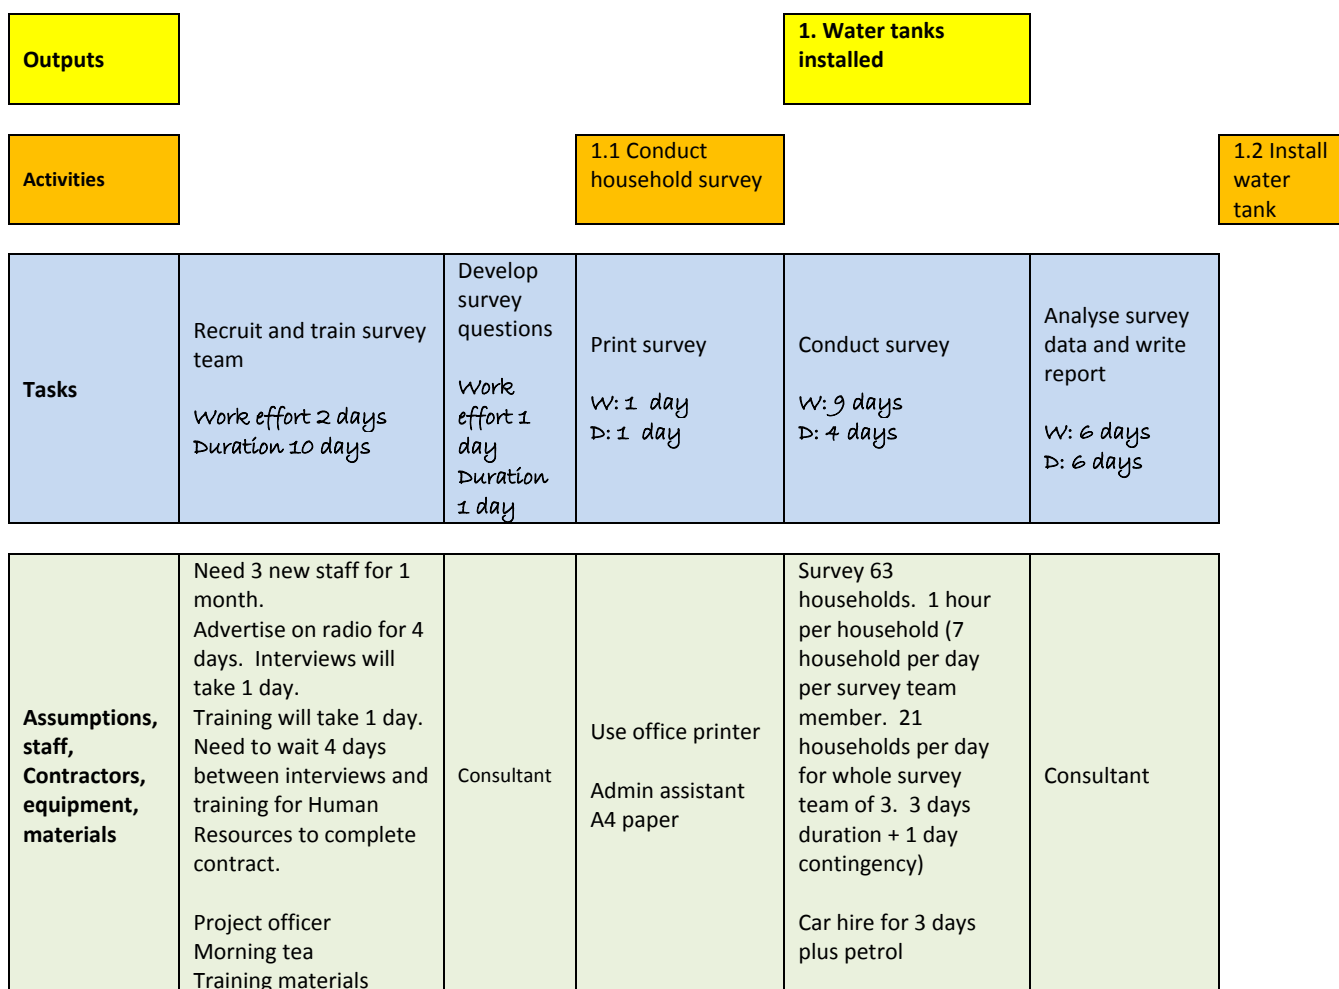 Outputs
1. Water tanks
installed
Activities
1.1 Conduct
household survey
1.2 Install
water
tank
Tasks
Recruit and train survey
team
Work effort 2 days
Duration 10 days
Develop
survey
questions
Work
effort 1
day
Duration
1 day
Print survey
W: 1 day
D: 1 day
Conduct survey
W: 9 days
D: 4 days
Analyse survey
data and write
report
W: 6 days
D: 6 days
Assumptions,
staff,
Contractors,
equipment,
materials
Need 3 new staff for 1
month.
Advertise on radio for 4
days. Interviews will
take 1 day.
Training will take 1 day.
Need to wait 4 days
between interviews and
training for Human
Resources to complete
contract.
Project officer
Morning tea
Training materials
Consultant
Use office printer
Admin assistant
A4 paper
Survey 63
households. 1 hour
per household (7
household per day
per survey team
member. 21
households per day
for whole survey
team of 3. 3 days
duration + 1 day
contingency)
Car hire for 3 days
plus petrol
Consultant